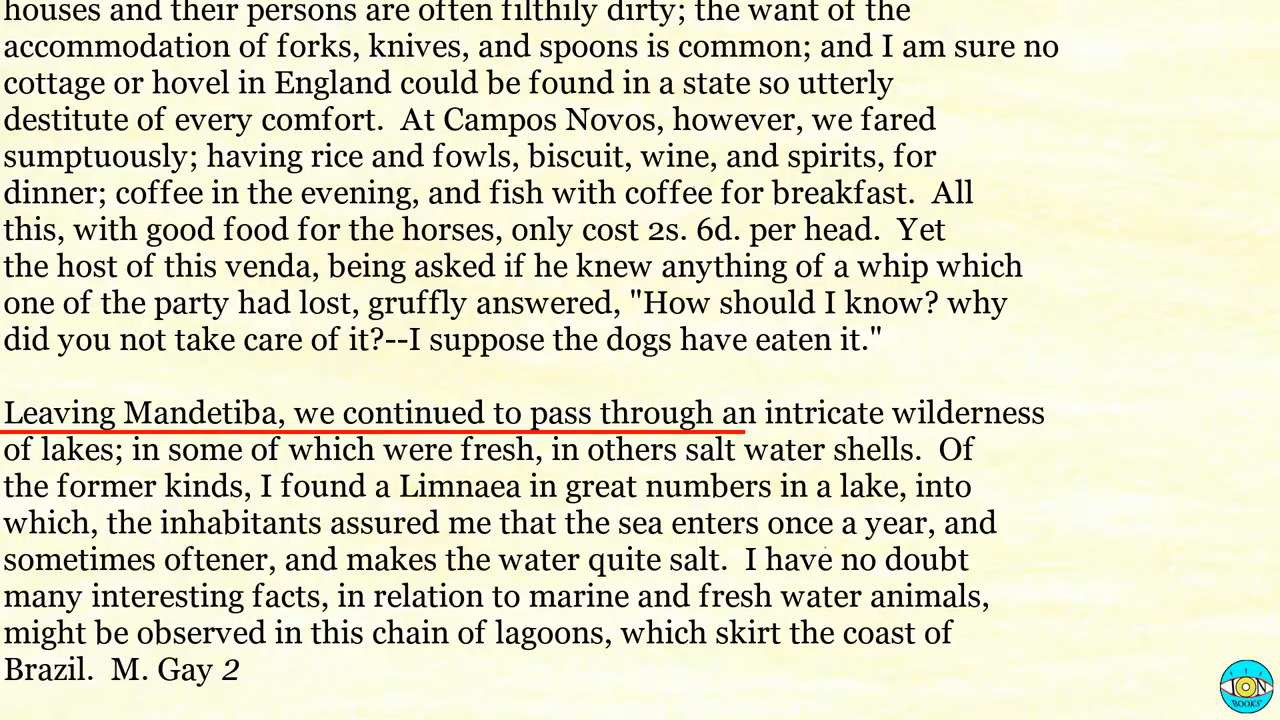 houses and their persons are often filthily dirty; the want of the
accommodation of forks, knives, and spoons is common; and I am sure no
cottage or hovel in England could be found in a state so utterly
destitute of every comfort.  At Campos Novos, however, we fared
sumptuously; having rice and fowls, biscuit, wine, and spirits, for
dinner; coffee in the evening, and fish with coffee for breakfast.  All
this, with good food for the horses, only cost 2s. 6d. per head.  Yet
the host of this venda, being asked if he knew anything of a whip which
one of the party had lost, gruffly answered, "How should I know? why
did you not take care of it?--I suppose the dogs have eaten it."
Leaving Mandetiba, we continued to pass through an intricate wilderness
of lakes; in some of which were fresh, in others salt water shells.  Of
the former kinds, I found a Limnaea in great numbers in a lake, into
which, the inhabitants assured me that the sea enters once a year, and
sometimes oftener, and makes the water quite salt.  I have no doubt
many interesting facts, in relation to marine and fresh water animals,
might be observed in this chain of lagoons, which skirt the coast of
Brazil.  M. Gay 2
ION
BOOKS